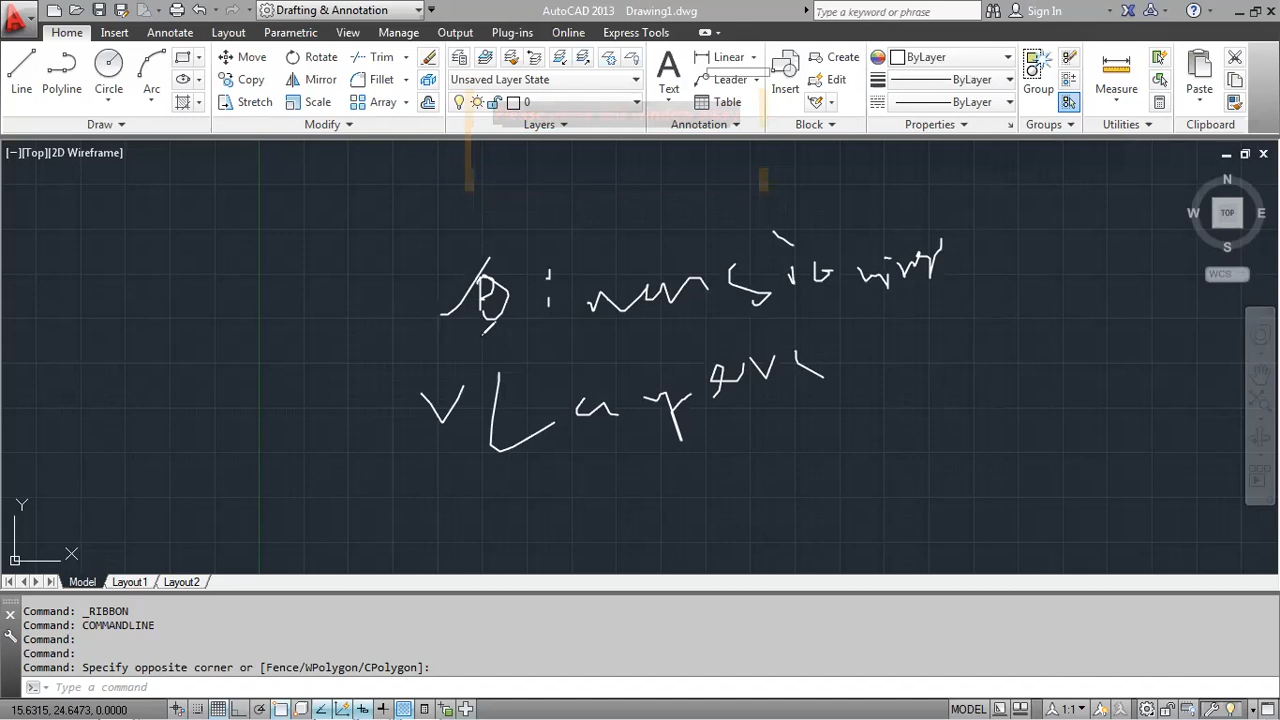 Drafting & Annotation AutoCAD 2013 Drawing1.dwg Type a keyword or phrase Sign In
Home Insert Annotate Layout Parametric View Manage Output Plug-ins Online Express Tools
Line Polyline Circle Arc
Move Rotate Trim
Copy Mirror Fillet
Stretch Scale Array
Unsaved Layer State
0
Text Linear
Leader
Table
Insert Create
Edit
ByLayer
ByLayer
ByLayer
Group Measure Paste
Draw Modify Layers Annotation Block Properties Groups Utilities Clipboard
[−][Top][2D Wireframe]
N
W TOP E
S
WCS
Dimensioning
Y
X
Model Layout1 Layout2
Command: _RIBBON
Command: COMMANDLINE
Command:
Command:
Command: Specify opposite corner or [Fence/WPolygon/CPolygon]:
Type a command
15.6315, 24.6473, 0.0000 MODEL 1:1